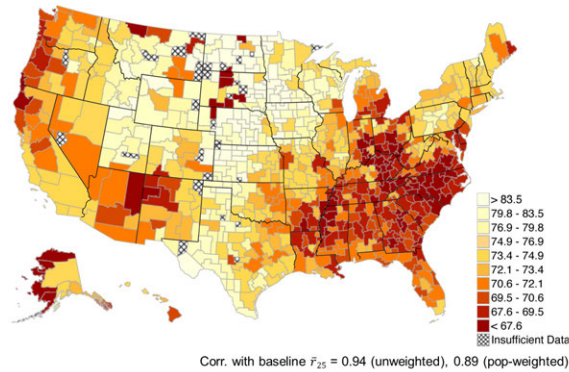 > 83.5
79.8 - 83.5
76.9 - 79.8
74.9 - 76.9
73.4 - 74.9
72.1 - 73.4
70.6 - 72.1
69.5 - 70.6
67.6 - 69.5
< 67.6
Insufficient Data
Corr. with baseline r̄₂₅ = 0.94 (unweighted), 0.89 (pop-weighted)